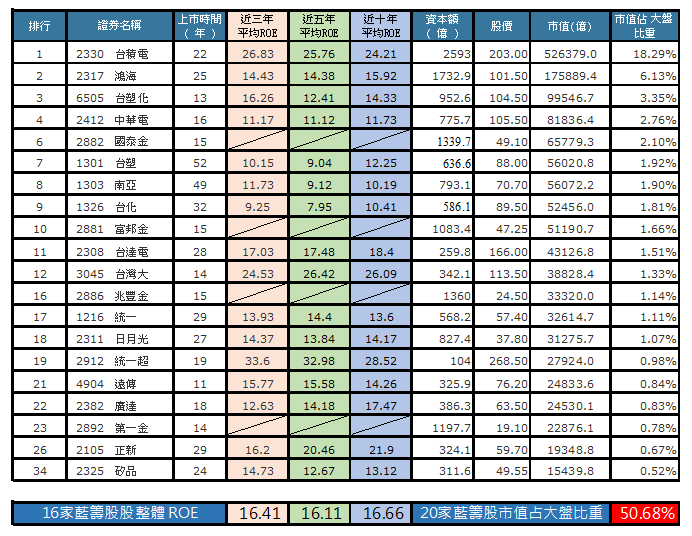 排行 證券名稱 上市時間（ 年 ） 近三年平均ROE 近五年平均ROE 近十年平均ROE 資本額（ 億 ） 股價 市值(億) 市值佔 大盤比重
1 2330 台積電 22 26.83 25.76 24.21 2593 203.00 526379.0 18.29%
2 2317 鴻海 25 14.43 14.38 15.92 1732.9 101.50 175889.4 6.13%
3 6505 台塑化 13 16.26 12.41 14.33 952.6 104.50 99546.7 3.35%
4 2412 中華電 16 11.17 11.12 11.73 775.7 105.50 81836.4 2.76%
6 2882 國泰金 15 1339.7 49.10 65779.3 2.10%
7 1301 台塑 52 10.15 9.04 12.25 636.6 88.00 56020.8 1.92%
8 1303 南亞 49 11.73 9.12 10.19 793.1 70.70 56072.2 1.90%
9 1326 台化 32 9.25 7.95 10.41 586.1 89.50 52456.0 1.81%
10 2881 富邦金 15 1083.4 47.25 51190.7 1.66%
11 2308 台達電 28 17.03 17.48 18.4 259.8 166.00 43126.8 1.51%
12 3045 台灣大 14 24.53 26.42 26.09 342.1 113.50 38828.4 1.33%
16 2886 兆豐金 15 1360 24.50 33320.0 1.14%
17 1216 統一 29 13.93 14.4 13.6 568.2 57.40 32614.7 1.11%
18 2311 日月光 27 14.37 13.84 14.17 827.4 37.80 31275.7 1.07%
19 2912 統一超 19 33.6 32.98 28.52 104 268.50 27924.0 0.98%
21 4904 遠傳 11 15.77 15.58 14.26 325.9 76.20 24833.6 0.84%
22 2382 廣達 18 12.63 14.18 17.47 386.3 63.50 24530.1 0.83%
23 2892 第一金 14 1197.7 19.10 22876.1 0.78%
26 2105 正新 29 16.2 20.46 21.9 324.1 59.70 19348.8 0.67%
34 2325 矽品 24 14.73 12.67 13.12 311.6 49.55 15439.8 0.52%
16家藍籌股股整體 ROE 16.41 16.11 16.66 20家藍籌股市值占大盤比重 50.68%